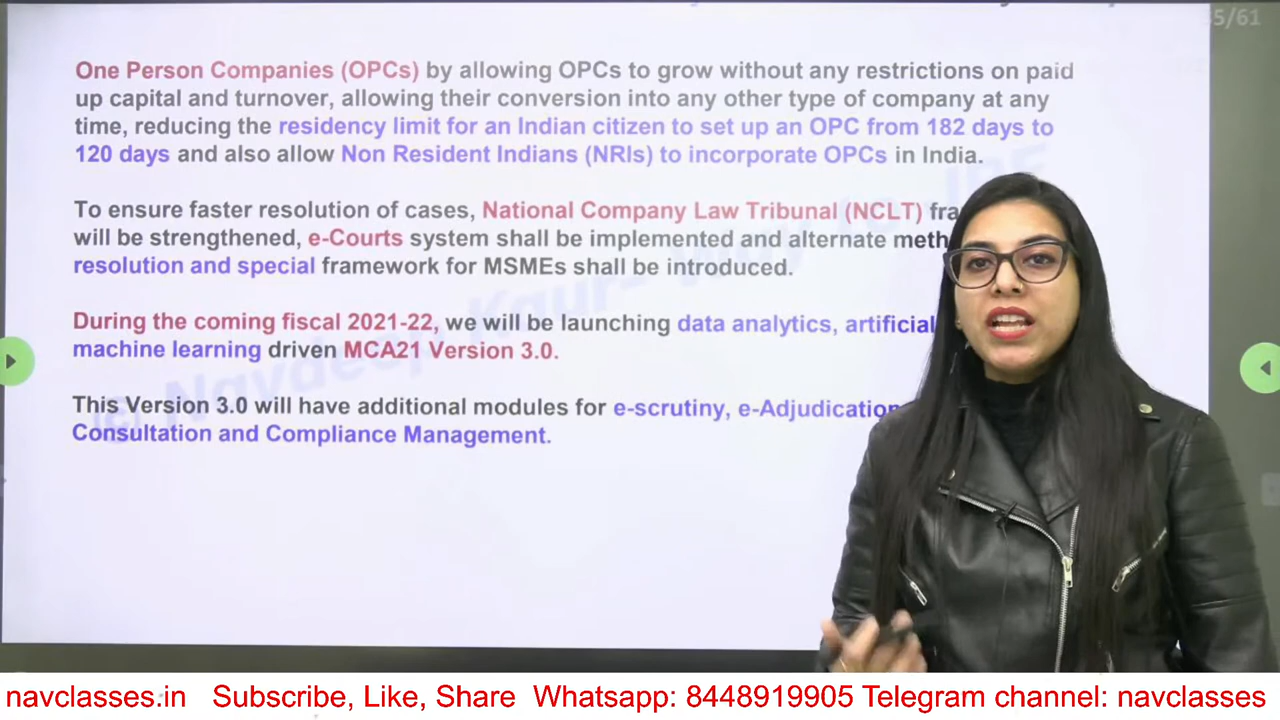 35/61
One Person Companies (OPCs) by allowing OPCs to grow without any restrictions on paid
up capital and turnover, allowing their conversion into any other type of company at any
time, reducing the residency limit for an Indian citizen to set up an OPC from 182 days to
120 days and also allow Non Resident Indians (NRIs) to incorporate OPCs in India.
To ensure faster resolution of cases, National Company Law Tribunal (NCLT) fra
will be strengthened, e-Courts system shall be implemented and alternate meth
resolution and special framework for MSMEs shall be introduced.
During the coming fiscal 2021-22, we will be launching data analytics, artificial
machine learning driven MCA21 Version 3.0.
This Version 3.0 will have additional modules for e-scrutiny, e-Adjudication
Consultation and Compliance Management.
(c) Navdeep Kaur- Way to JRF
navclasses.in Subscribe, Like, Share Whatsapp: 8448919905 Telegram channel: navclasses